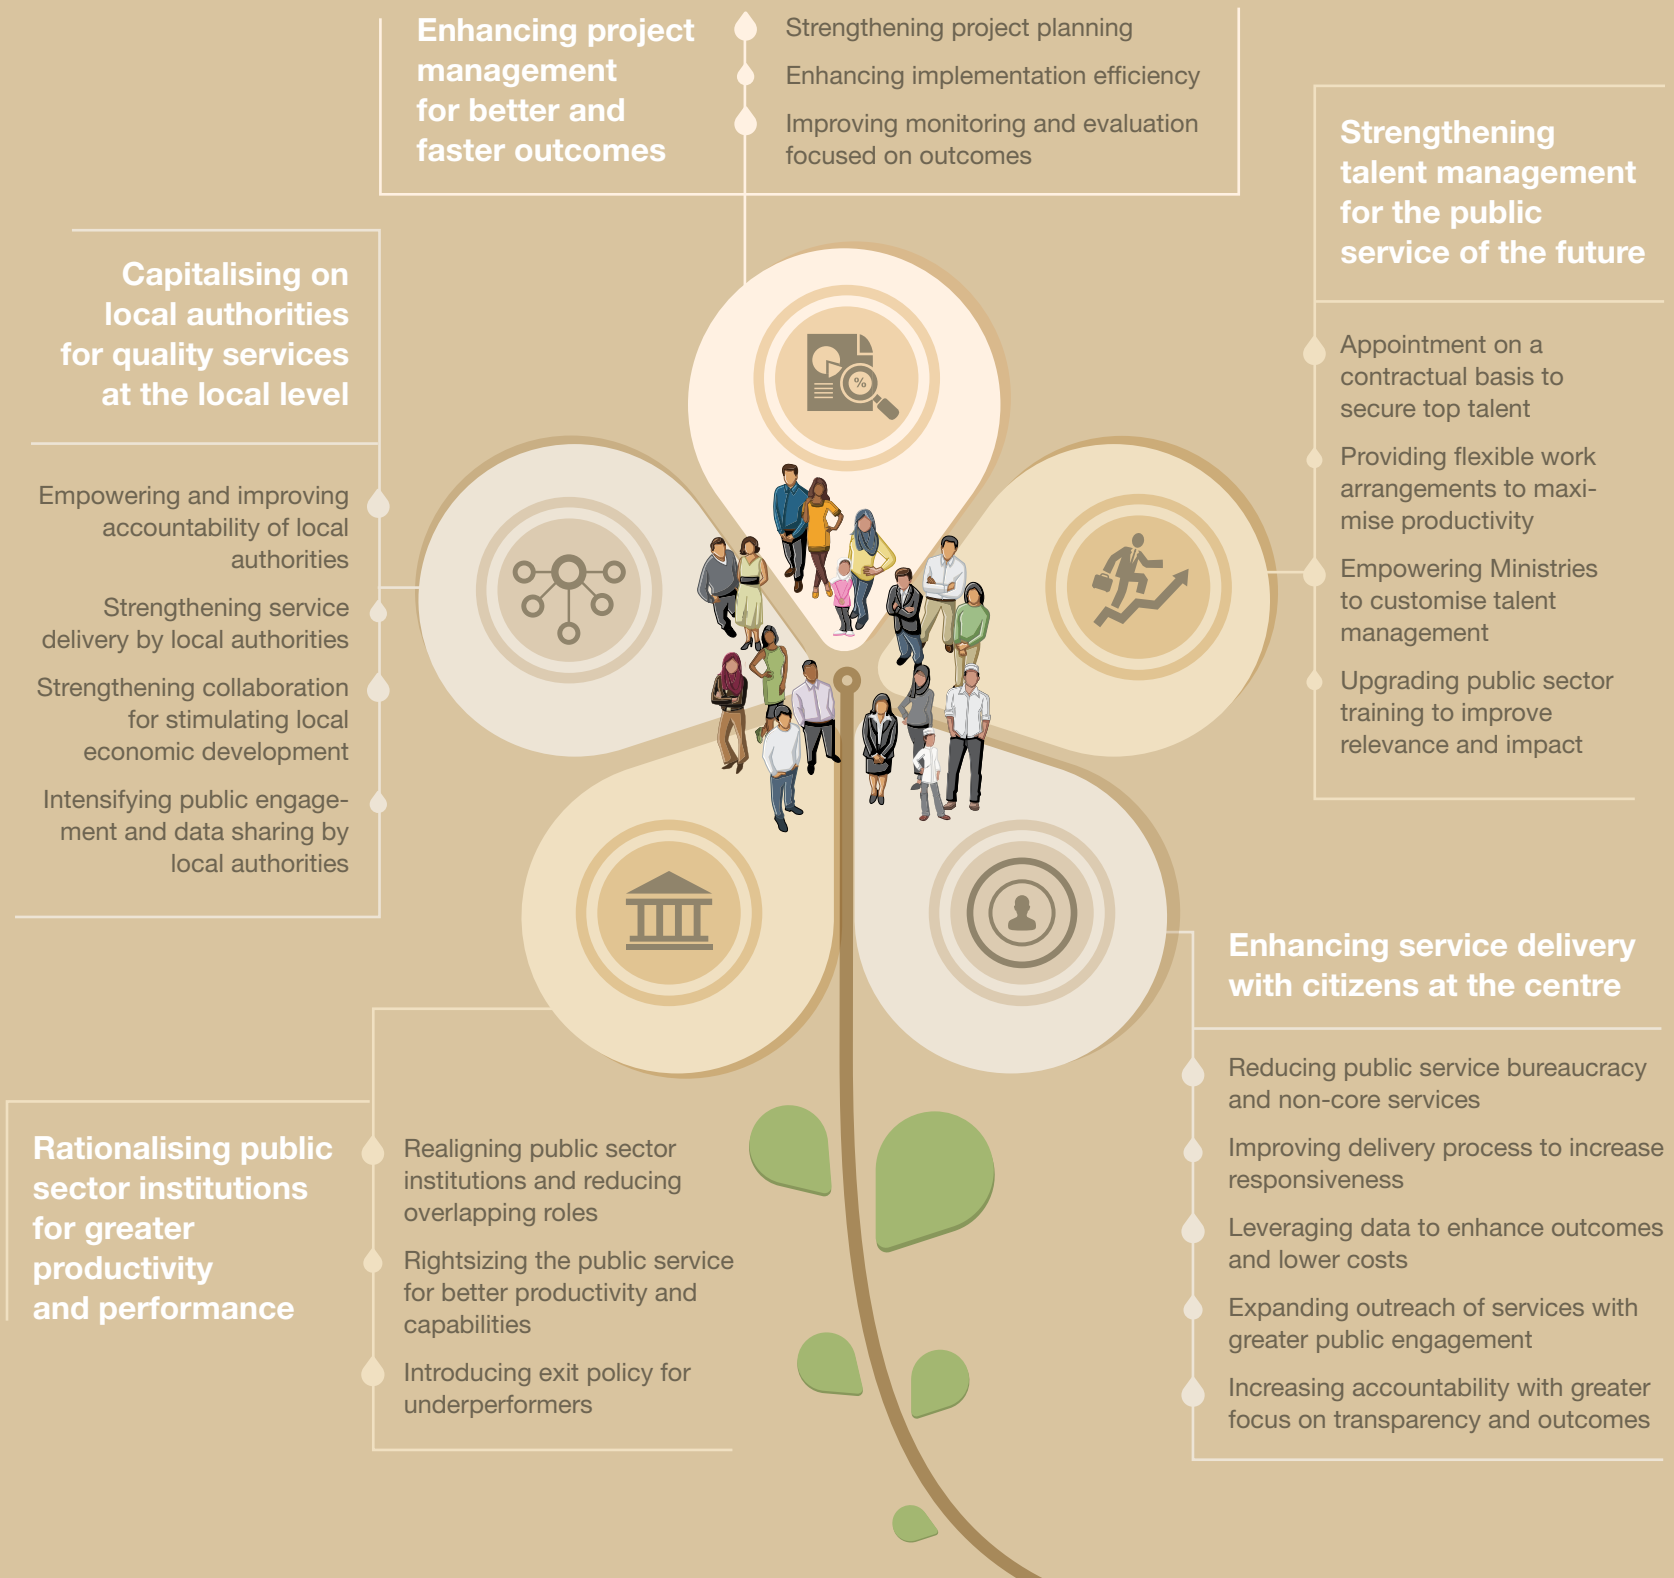 Enhancing project
management
for better and
faster outcomes
Strengthening project planning
Enhancing implementation efficiency
Improving monitoring and evaluation
focused on outcomes
Strengthening
talent management
for the public
service of the future
Appointment on a
contractual basis to
secure top talent
Providing flexible work
arrangements to maxi-
mise productivity
Empowering Ministries
to customise talent
management
Upgrading public sector
training to improve
relevance and impact
Capitalising on
local authorities
for quality services
at the local level
Empowering and improving
accountability of local
authorities
Strengthening service
delivery by local authorities
Strengthening collaboration
for stimulating local
economic development
Intensifying public engage-
ment and data sharing by
local authorities
%
Enhancing service delivery
with citizens at the centre
Reducing public service bureaucracy
and non-core services
Improving delivery process to increase
responsiveness
Leveraging data to enhance outcomes
and lower costs
Expanding outreach of services with
greater public engagement
Increasing accountability with greater
focus on transparency and outcomes
Rationalising public
sector institutions
for greater
productivity
and performance
Realigning public sector
institutions and reducing
overlapping roles
Rightsizing the public service
for better productivity and
capabilities
Introducing exit policy for
underperformers